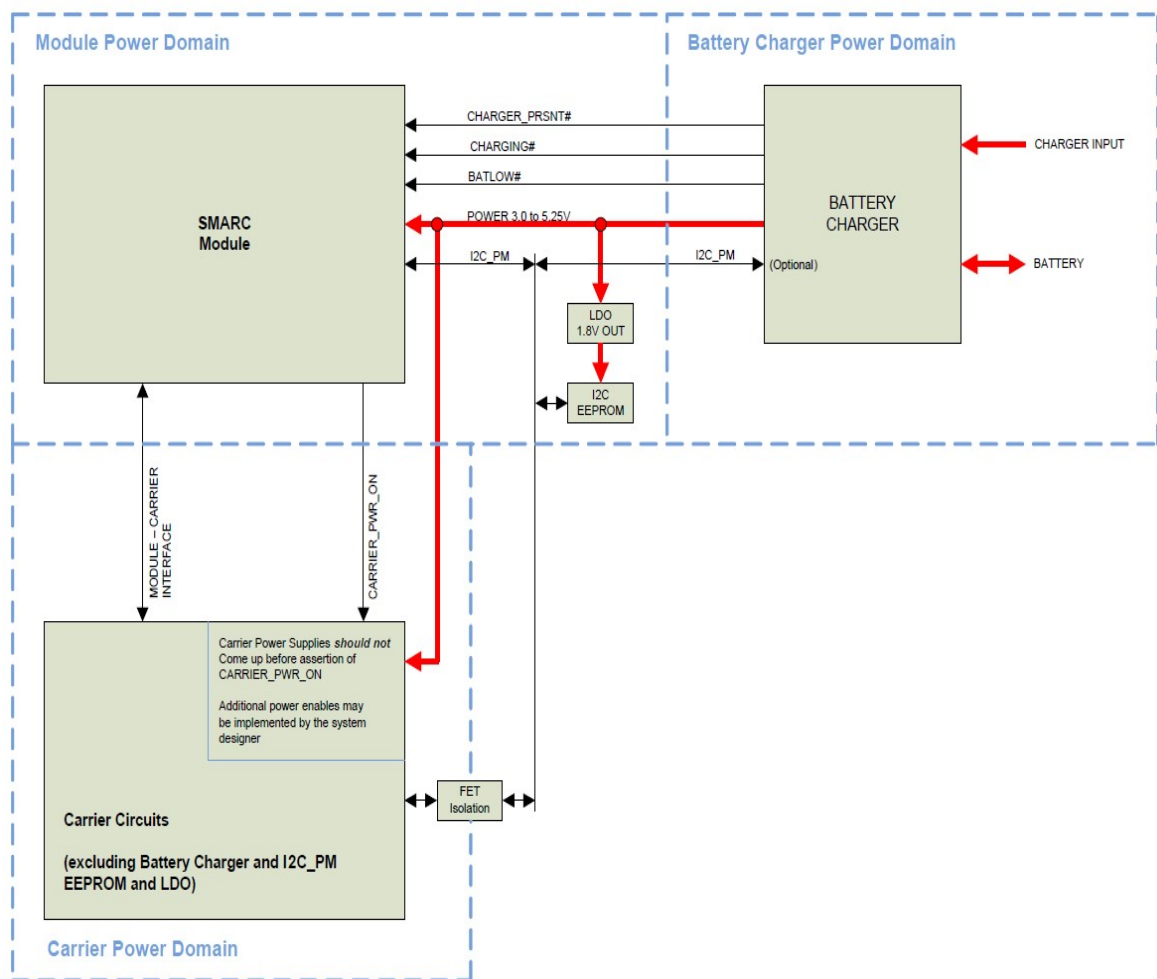 Module Power Domain
Battery Charger Power Domain
CHARGER_PRSNT#
CHARGING#
BATLOW#
POWER 3.0 to 5.25V
I2C_PM
I2C_PM
SMARC
Module
BATTERY
CHARGER
(Optional)
CHARGER INPUT
BATTERY
LDO
1.8V OUT
I2C
EEPROM
MODULE – CARRIER
INTERFACE
CARRIER_PWR_ON
Carrier Power Supplies should not
Come up before assertion of
CARRIER_PWR_ON
Additional power enables may
be implemented by the system
designer
FET
Isolation
Carrier Circuits
(excluding Battery Charger and I2C_PM
EEPROM and LDO)
Carrier Power Domain